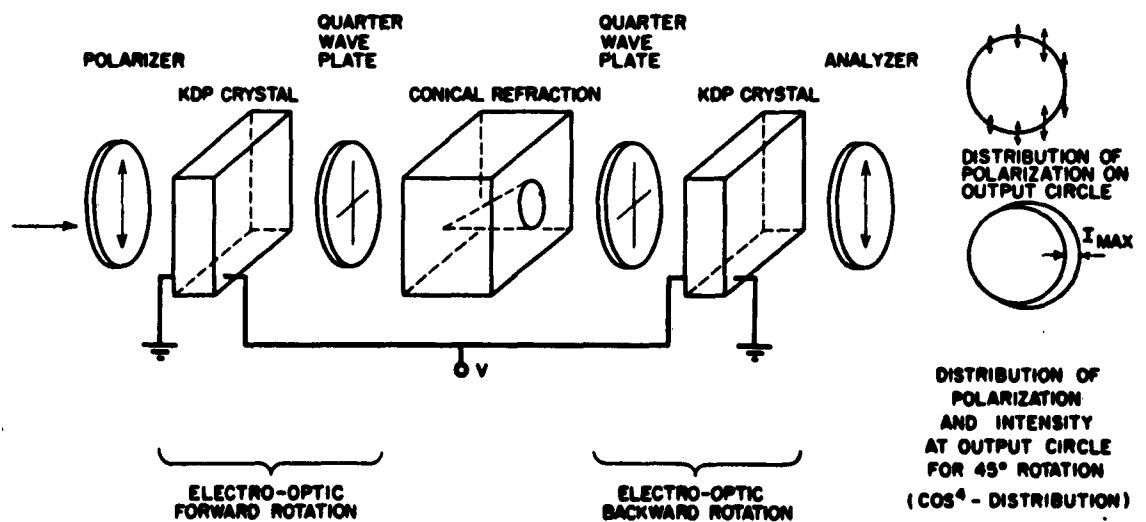 POLARIZER
KDP CRYSTAL
QUARTER
WAVE
PLATE
CONICAL REFRACTION
QUARTER
WAVE
PLATE
KDP CRYSTAL
ANALYZER
DISTRIBUTION OF
POLARIZATION ON
OUTPUT CIRCLE
I MAX
V
ELECTRO-OPTIC
FORWARD ROTATION
ELECTRO-OPTIC
BACKWARD ROTATION
DISTRIBUTION OF
POLARIZATION
AND INTENSITY
AT OUTPUT CIRCLE
FOR 45° ROTATION
(COS⁴ - DISTRIBUTION)